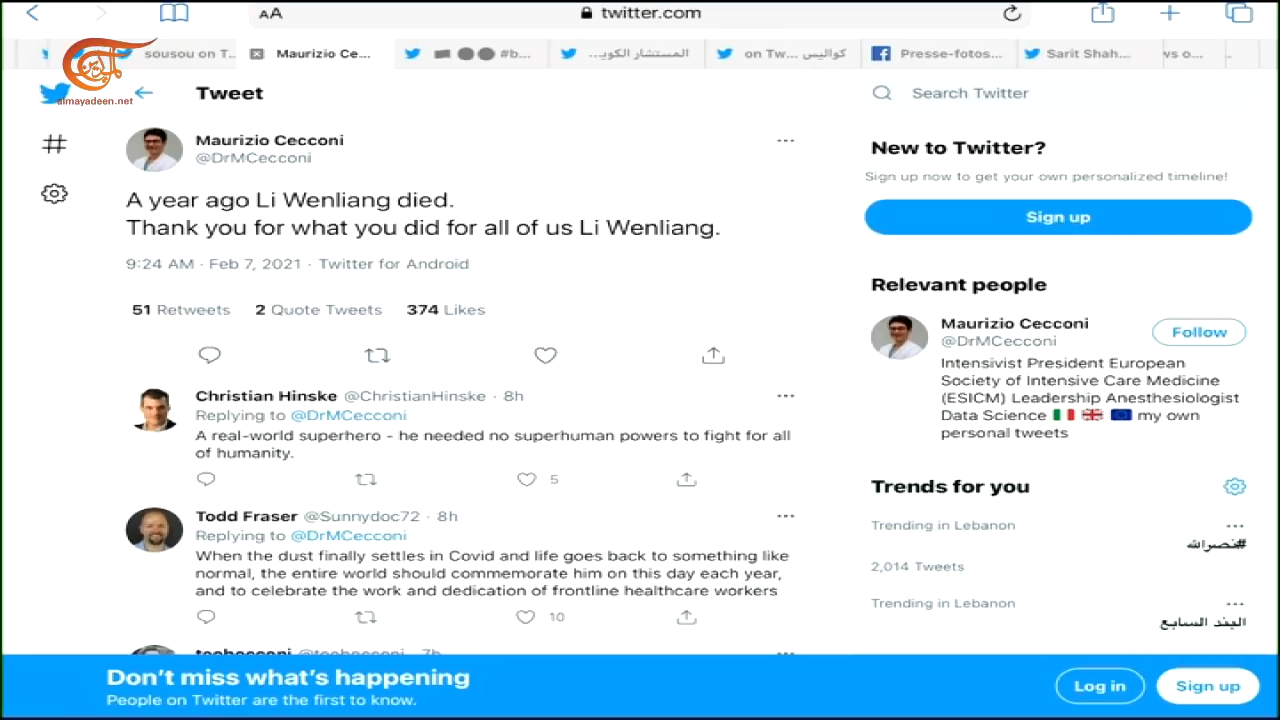 AA
twitter.com
sousou on T...
Maurizio Ce...
#b...
المستشار الكويـ...
كواليس on Tw...
Presse-fotos...
Sarit Shah...
ws o...
almayadeen.net
Tweet
Search Twitter
Maurizio Cecconi
@DrMCecconi
A year ago Li Wenliang died.
Thank you for what you did for all of us Li Wenliang.
9:24 AM · Feb 7, 2021 · Twitter for Android
51 Retweets 2 Quote Tweets 374 Likes
Christian Hinske @ChristianHinske · 8h
Replying to @DrMCecconi
A real-world superhero - he needed no superhuman powers to fight for all
of humanity.
5
Todd Fraser @Sunnydoc72 · 8h
Replying to @DrMCecconi
When the dust finally settles in Covid and life goes back to something like
normal, the entire world should commemorate him on this day each year,
and to celebrate the work and dedication of frontline healthcare workers
10
New to Twitter?
Sign up now to get your own personalized timeline!
Sign up
Relevant people
Maurizio Cecconi
@DrMCecconi
Follow
Intensivist President European
Society of Intensive Care Medicine
(ESICM) Leadership Anesthesiologist
Data Science 🇮🇹 🇬🇧 🇪🇺 my own
personal tweets
Trends for you
Trending in Lebanon
#نصرالله
2,014 Tweets
Trending in Lebanon
البند السابع
Don't miss what's happening
People on Twitter are the first to know.
Log in
Sign up